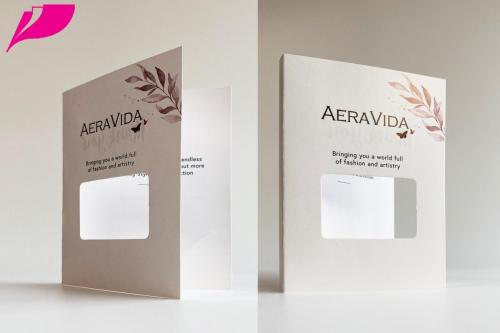 AERAVIDA
Bringing you a world full
of fashion and artistry
endless
out more
ction
AERAVIDA
Bringing you a world full
of fashion and artistry